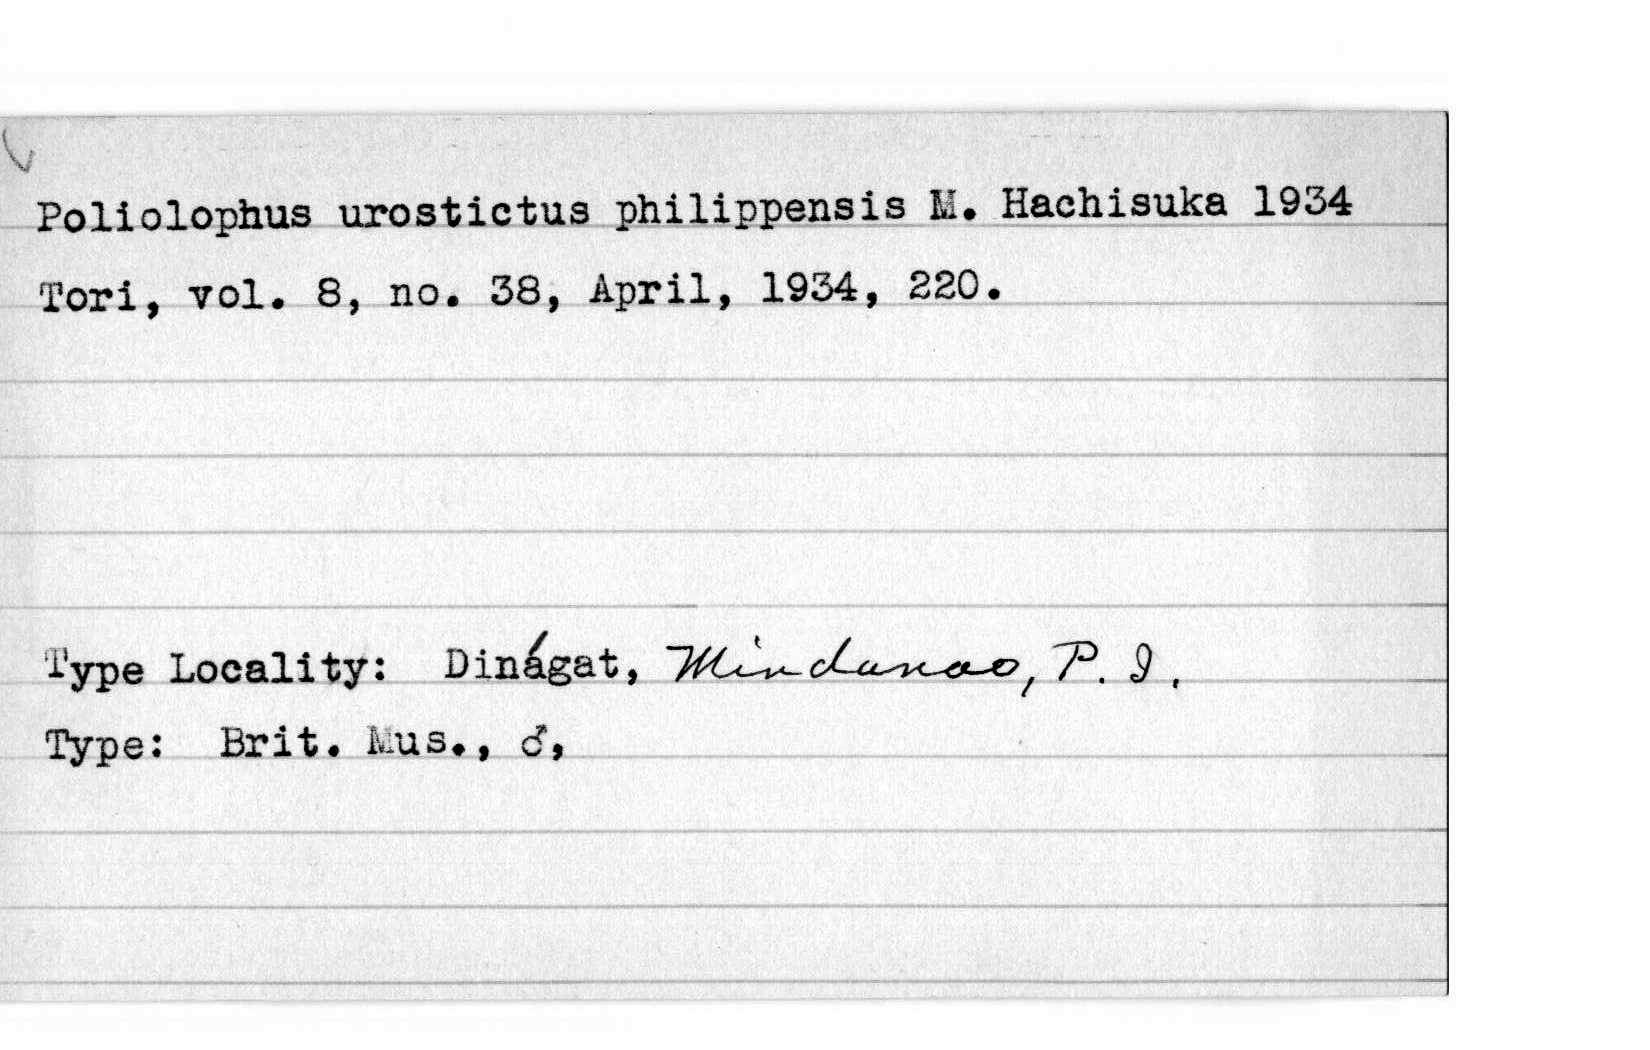 Poliolophus urostictus philippensis M. Hachisuka 1934
Tori, vol. 8, no. 38, April, 1934, 220.
Type Locality: Dinágat, Mindanao, P. I.
Type: Brit. Mus., ♂,